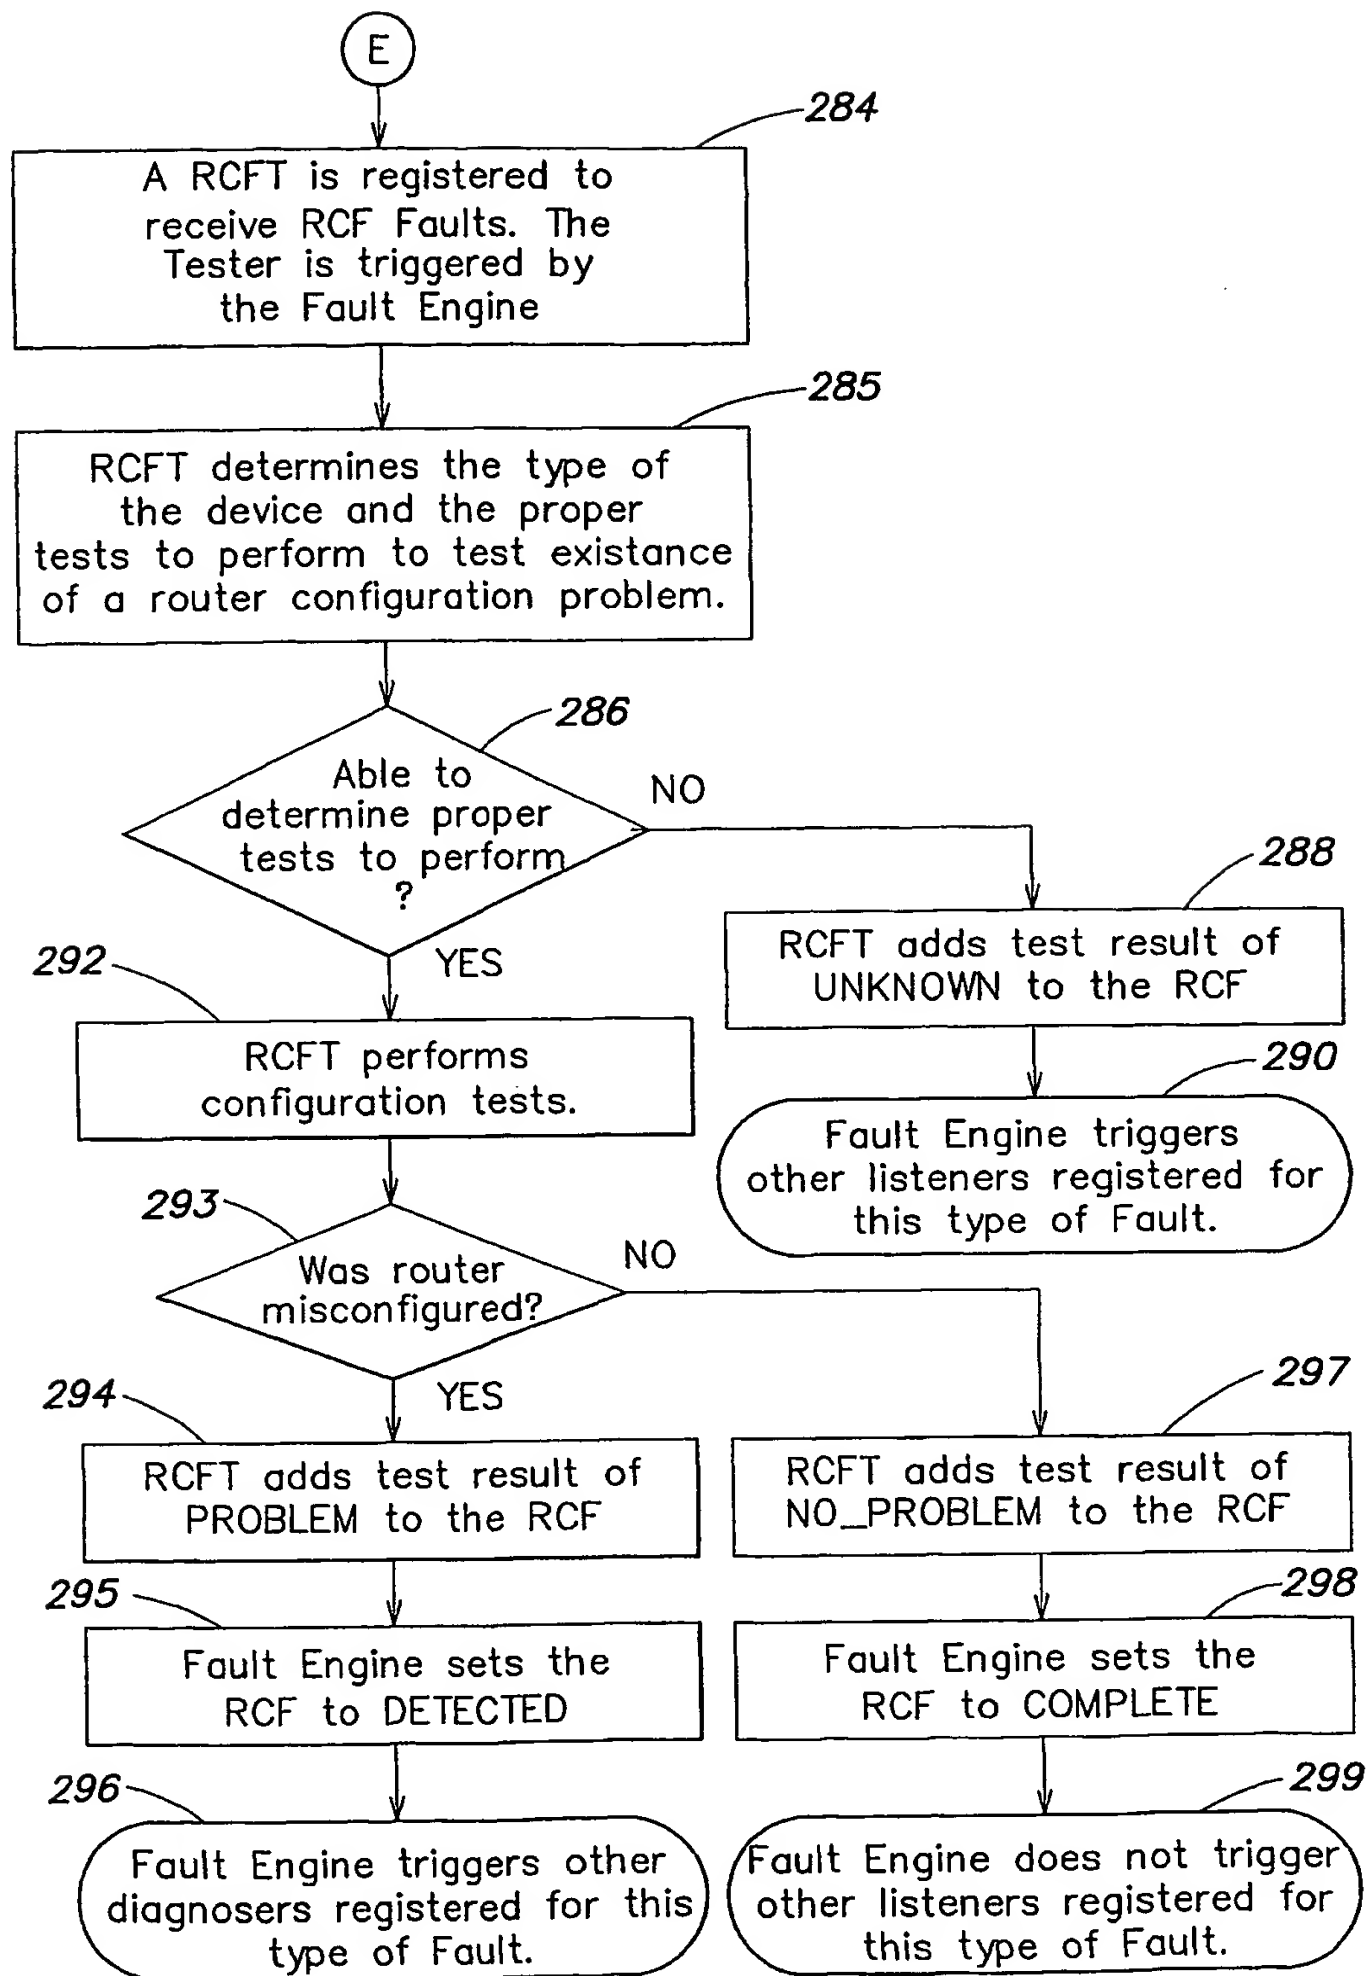 E
284
A RCFT is registered to
receive RCF Faults. The
Tester is triggered by
the Fault Engine
285
RCFT determines the type of
the device and the proper
tests to perform to test existance
of a router configuration problem.
286
Able to
determine proper
tests to perform
?
NO
YES
288
RCFT adds test result of
UNKNOWN to the RCF
290
Fault Engine triggers
other listeners registered for
this type of Fault.
292
RCFT performs
configuration tests.
293
Was router
misconfigured?
NO
YES
294
RCFT adds test result of
PROBLEM to the RCF
295
Fault Engine sets the
RCF to DETECTED
296
Fault Engine triggers other
diagnosers registered for this
type of Fault.
297
RCFT adds test result of
NO_PROBLEM to the RCF
298
Fault Engine sets the
RCF to COMPLETE
299
Fault Engine does not trigger
other listeners registered for
this type of Fault.